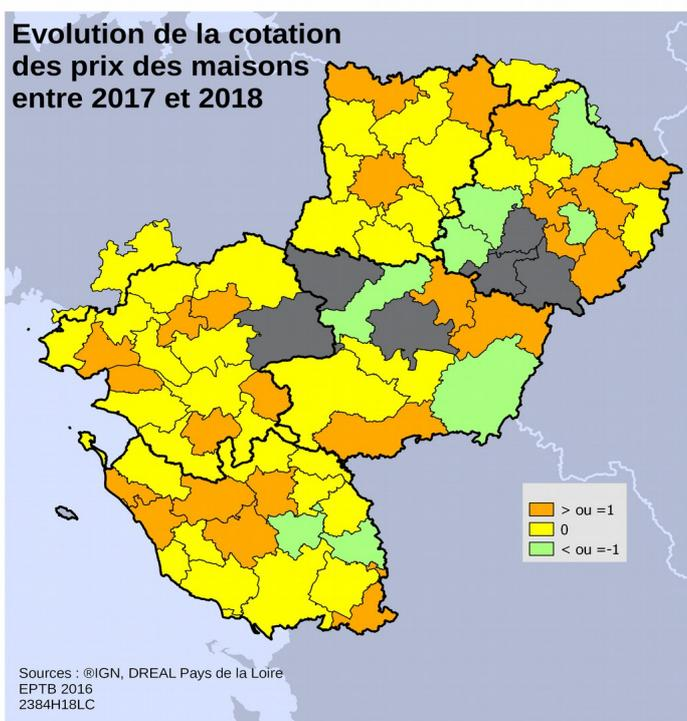 Evolution de la cotation
des prix des maisons
entre 2017 et 2018
> ou =1
0
< ou =-1
Sources : ®IGN, DREAL Pays de la Loire
EPTB 2016
2384H18LC